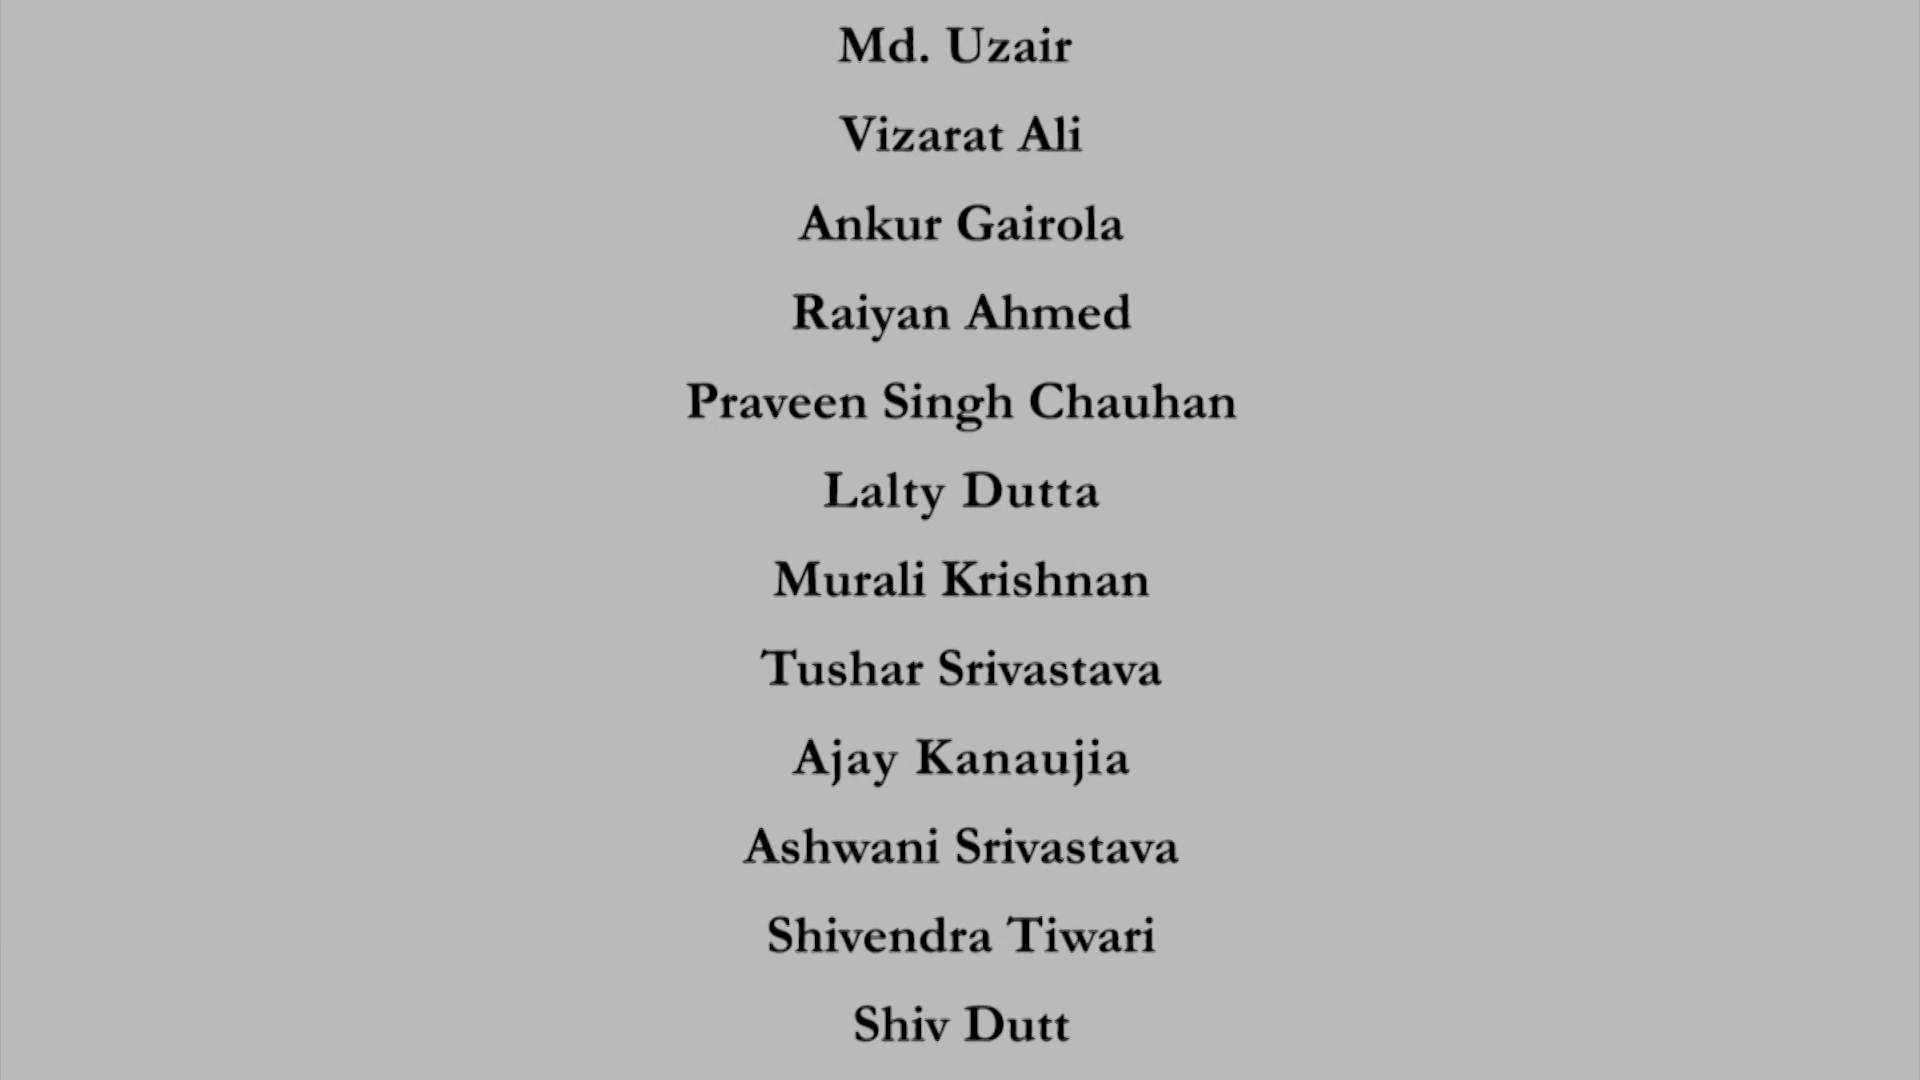 Md. Uzair
Vizarat Ali
Ankur Gairola
Raiyan Ahmed
Praveen Singh Chauhan
Lalty Dutta
Murali Krishnan
Tushar Srivastava
Ajay Kanaujia
Ashwani Srivastava
Shivendra Tiwari
Shiv Dutt